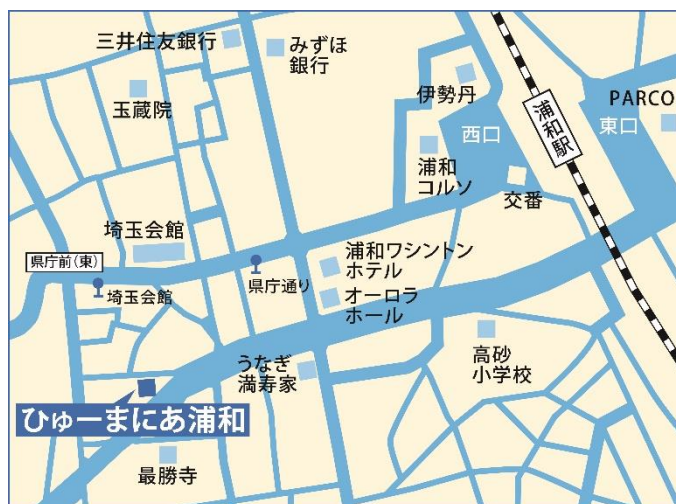 三井住友銀行
みずほ
銀行
玉蔵院
伊勢丹
PARCO
西口
浦和駅
東口
浦和
コルソ
交番
埼玉会館
県庁前(東)
埼玉会館
県庁通り
浦和ワシントン
ホテル
オーロラ
ホール
うなぎ
満寿家
高砂
小学校
ひゅーまにあ浦和
最勝寺